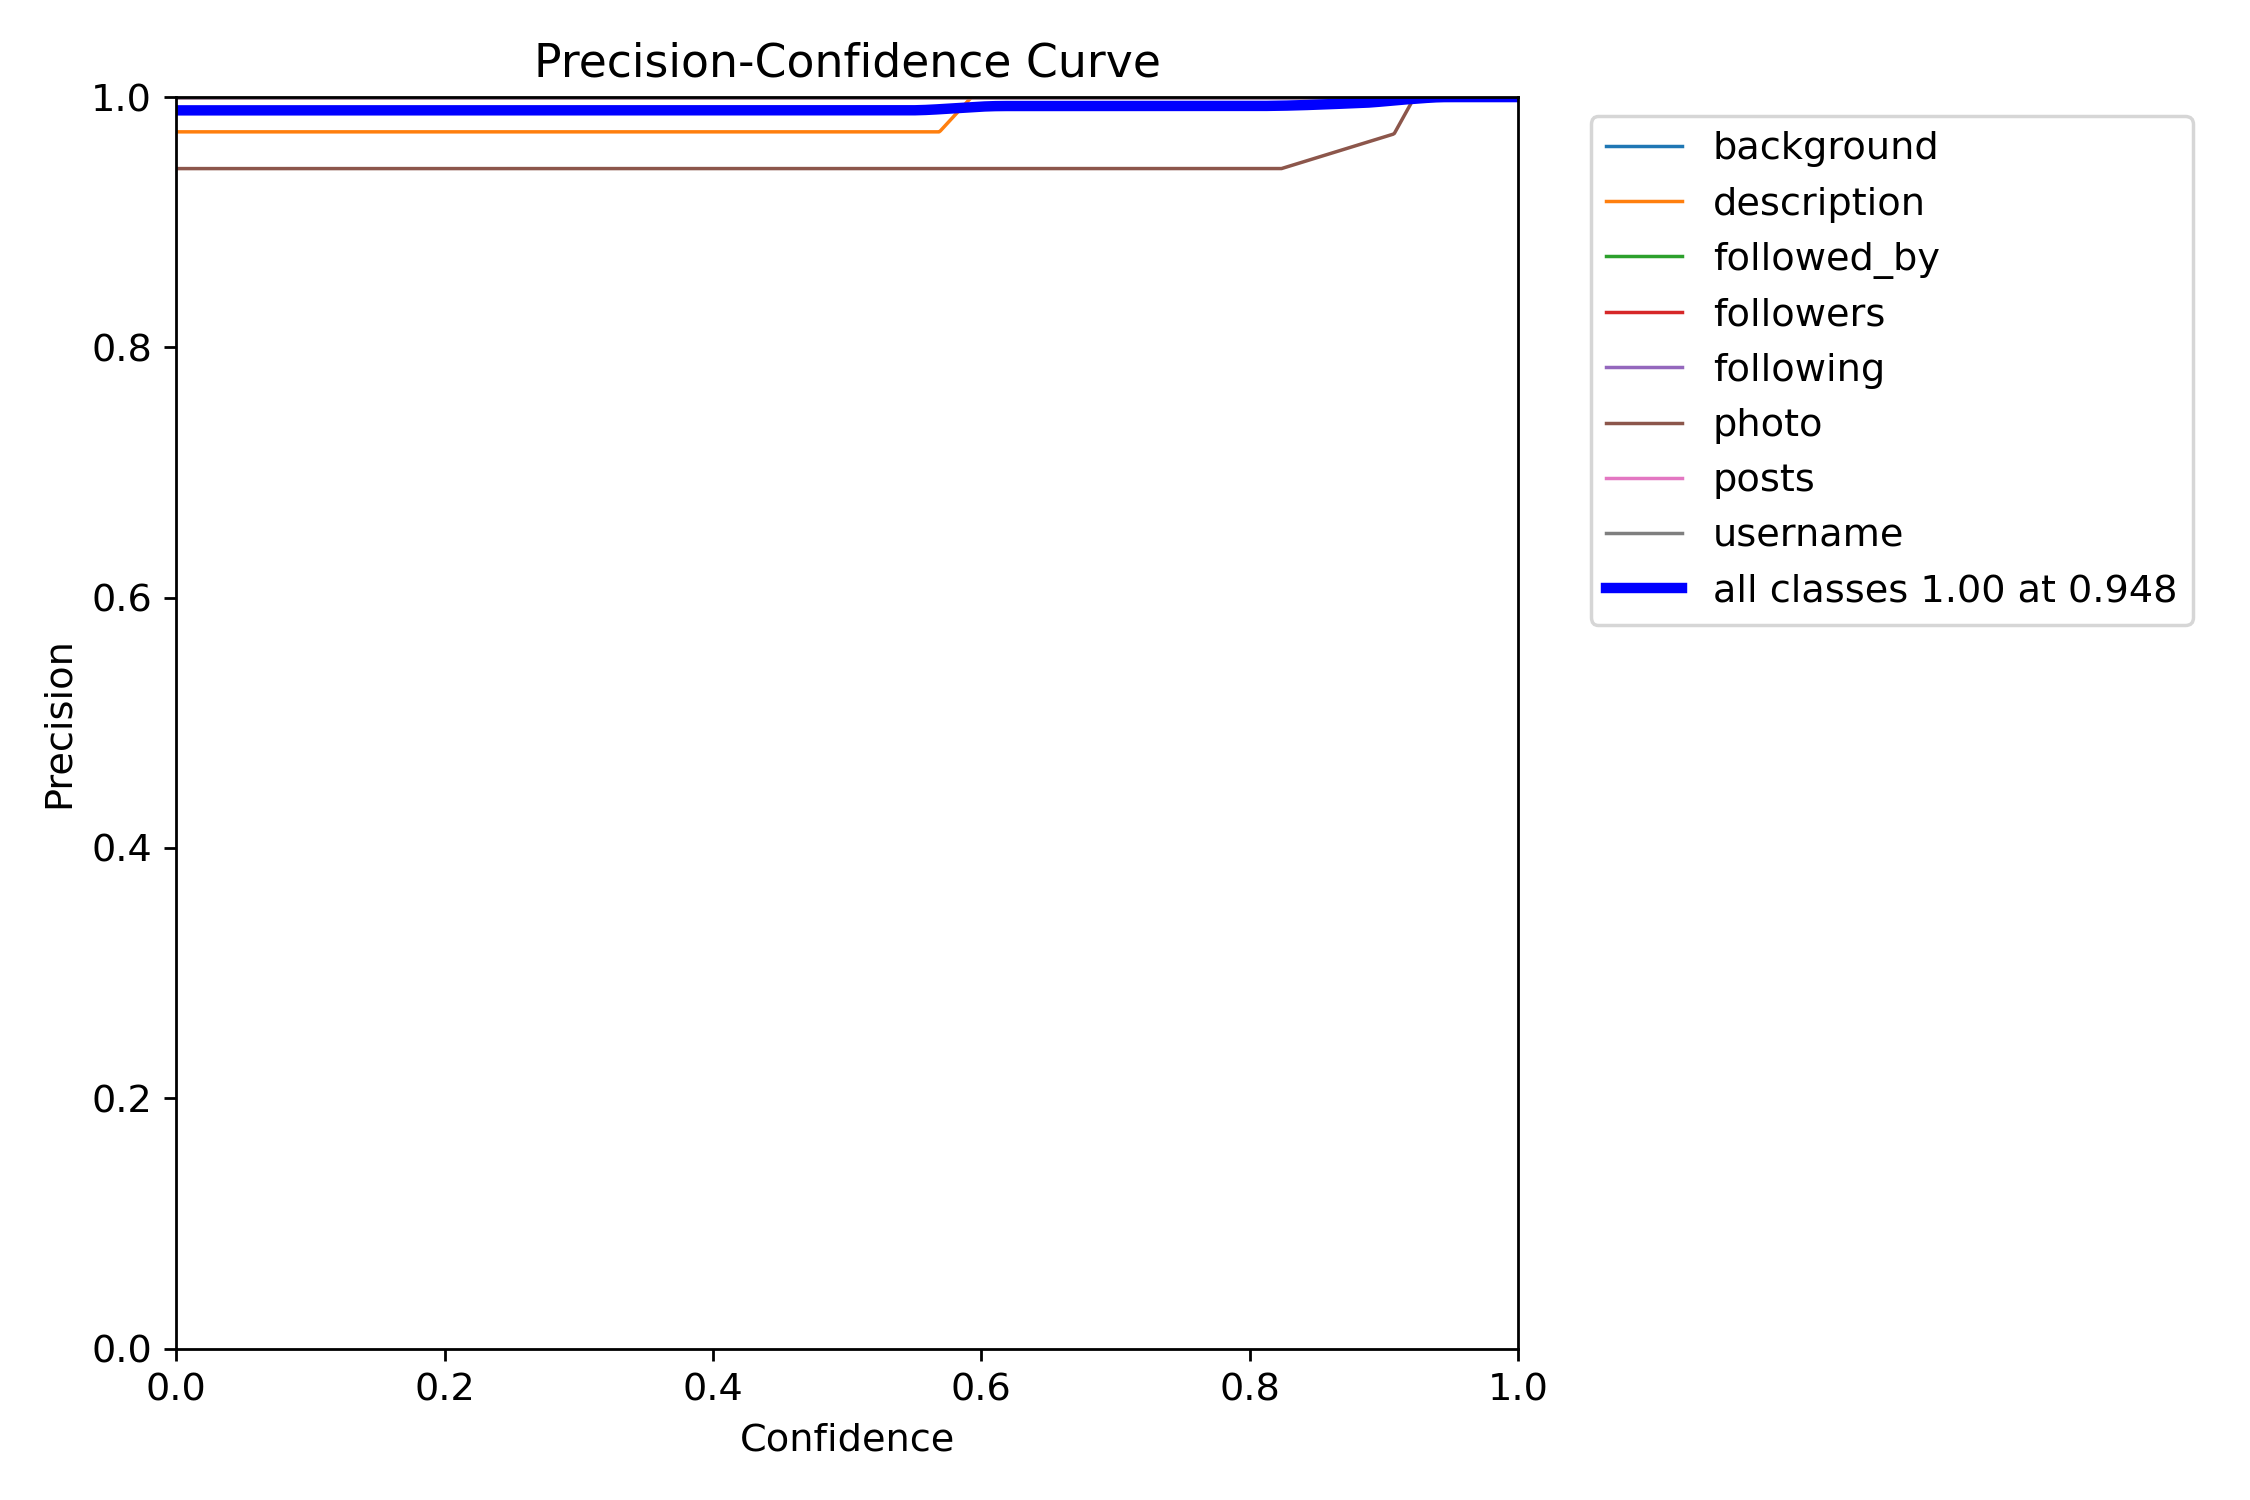 Precision-Confidence Curve
1.0
0.8
0.6
0.4
0.2
0.0
Precision
0.0 0.2 0.4 0.6 0.8 1.0
Confidence
background
description
followed_by
followers
following
photo
posts
username
all classes 1.00 at 0.948